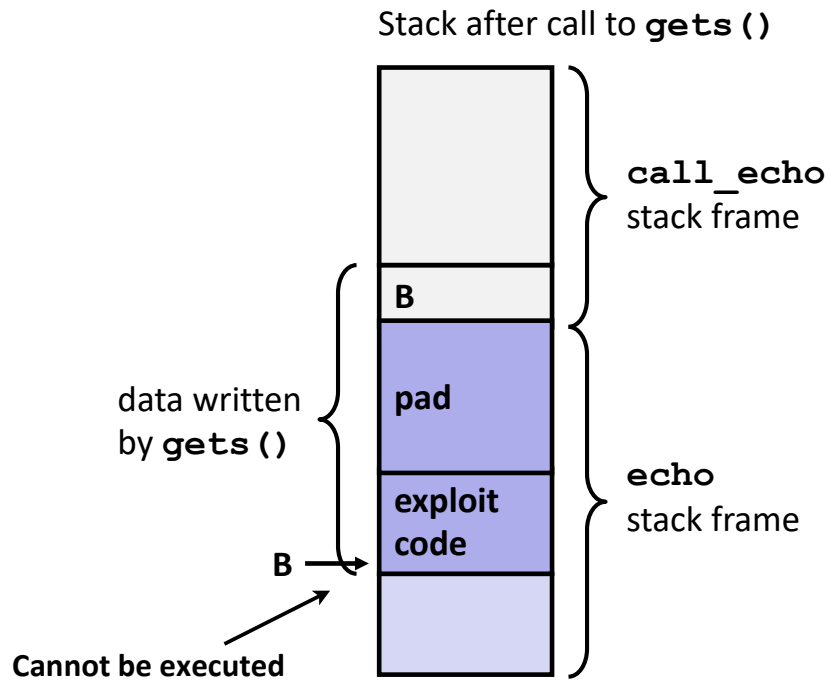 Stack after call to gets()
call_echo
stack frame
B
data written
by gets()
pad
exploit
code
echo
stack frame
B
Cannot be executed